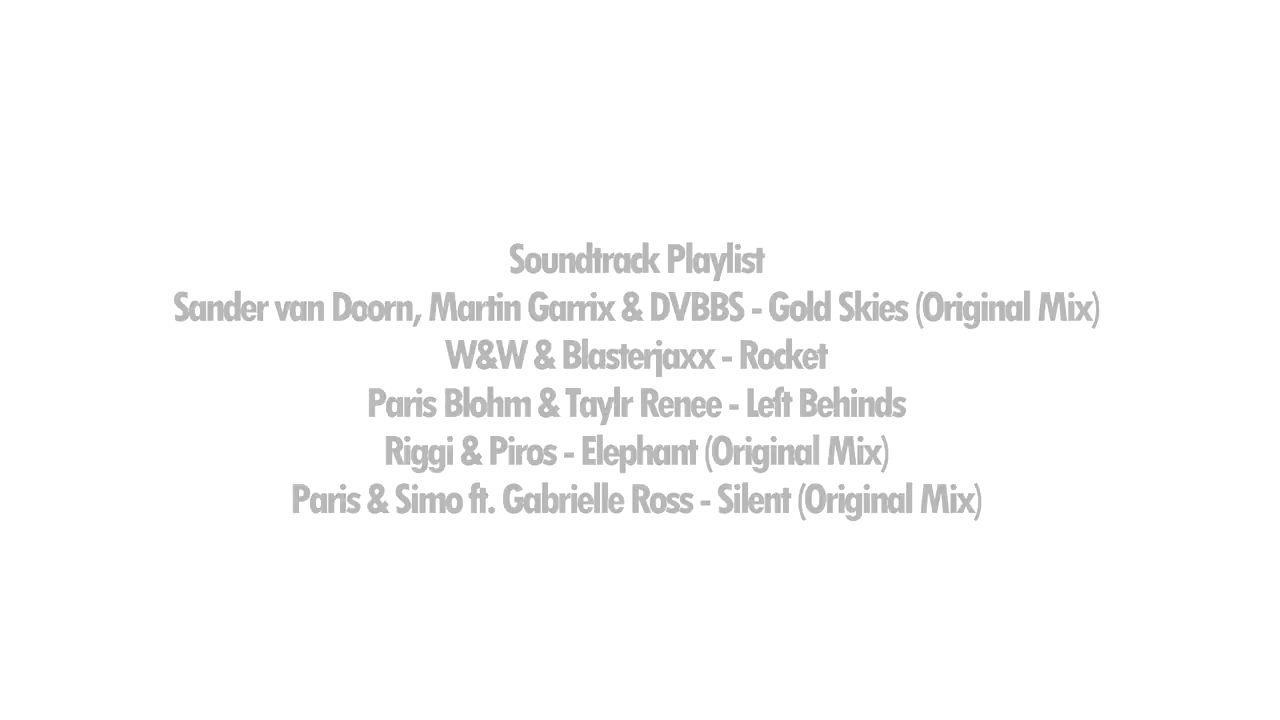 Soundtrack Playlist
Sander van Doorn, Martin Garrix & DVBBS - Gold Skies (Original Mix)
W&W & Blasterjaxx - Rocket
Paris Blohm & Taylr Renee - Left Behinds
Riggi & Piros - Elephant (Original Mix)
Paris & Simo ft. Gabrielle Ross - Silent (Original Mix)